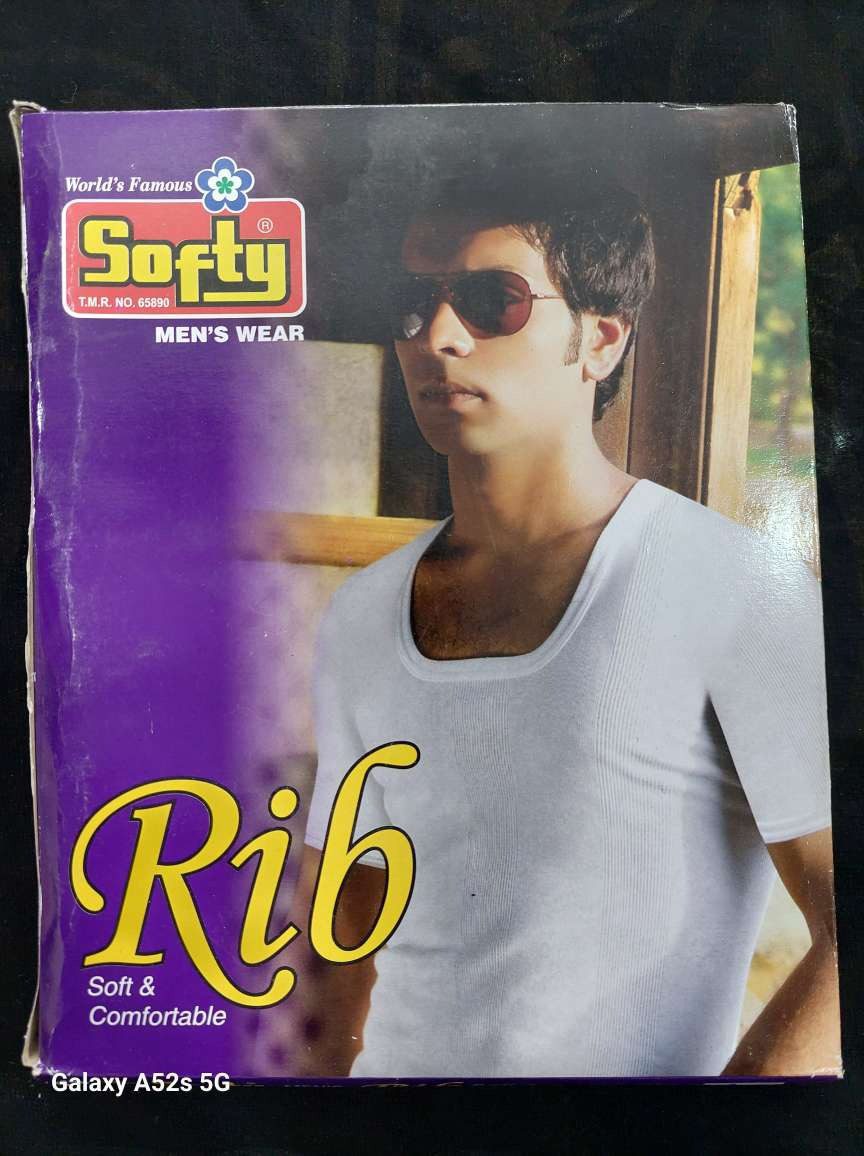 World's Famous
Softy ®
T.M.R. NO. 65890
MEN'S WEAR
Rib
Soft &
Comfortable
Galaxy A52s 5G